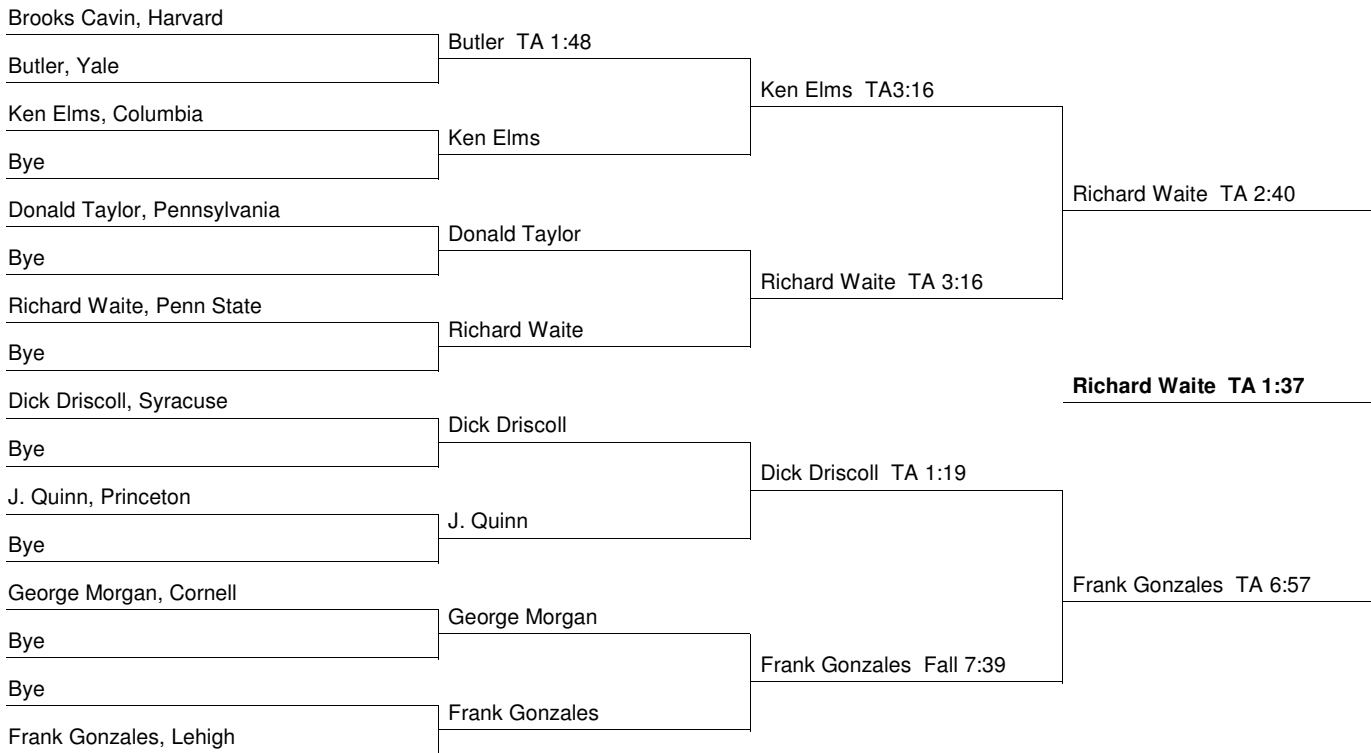 Brooks Cavin, Harvard
Butler, Yale
Ken Elms, Columbia
Bye
Donald Taylor, Pennsylvania
Bye
Richard Waite, Penn State
Bye
Dick Driscoll, Syracuse
Bye
J. Quinn, Princeton
Bye
George Morgan, Cornell
Bye
Bye
Frank Gonzales, Lehigh
Butler TA 1:48
Ken Elms
Donald Taylor
Richard Waite
Dick Driscoll
J. Quinn
George Morgan
Frank Gonzales
Ken Elms TA3:16
Richard Waite TA 3:16
Dick Driscoll TA 1:19
Frank Gonzales Fall 7:39
Richard Waite TA 2:40
Frank Gonzales TA 6:57
Richard Waite TA 1:37